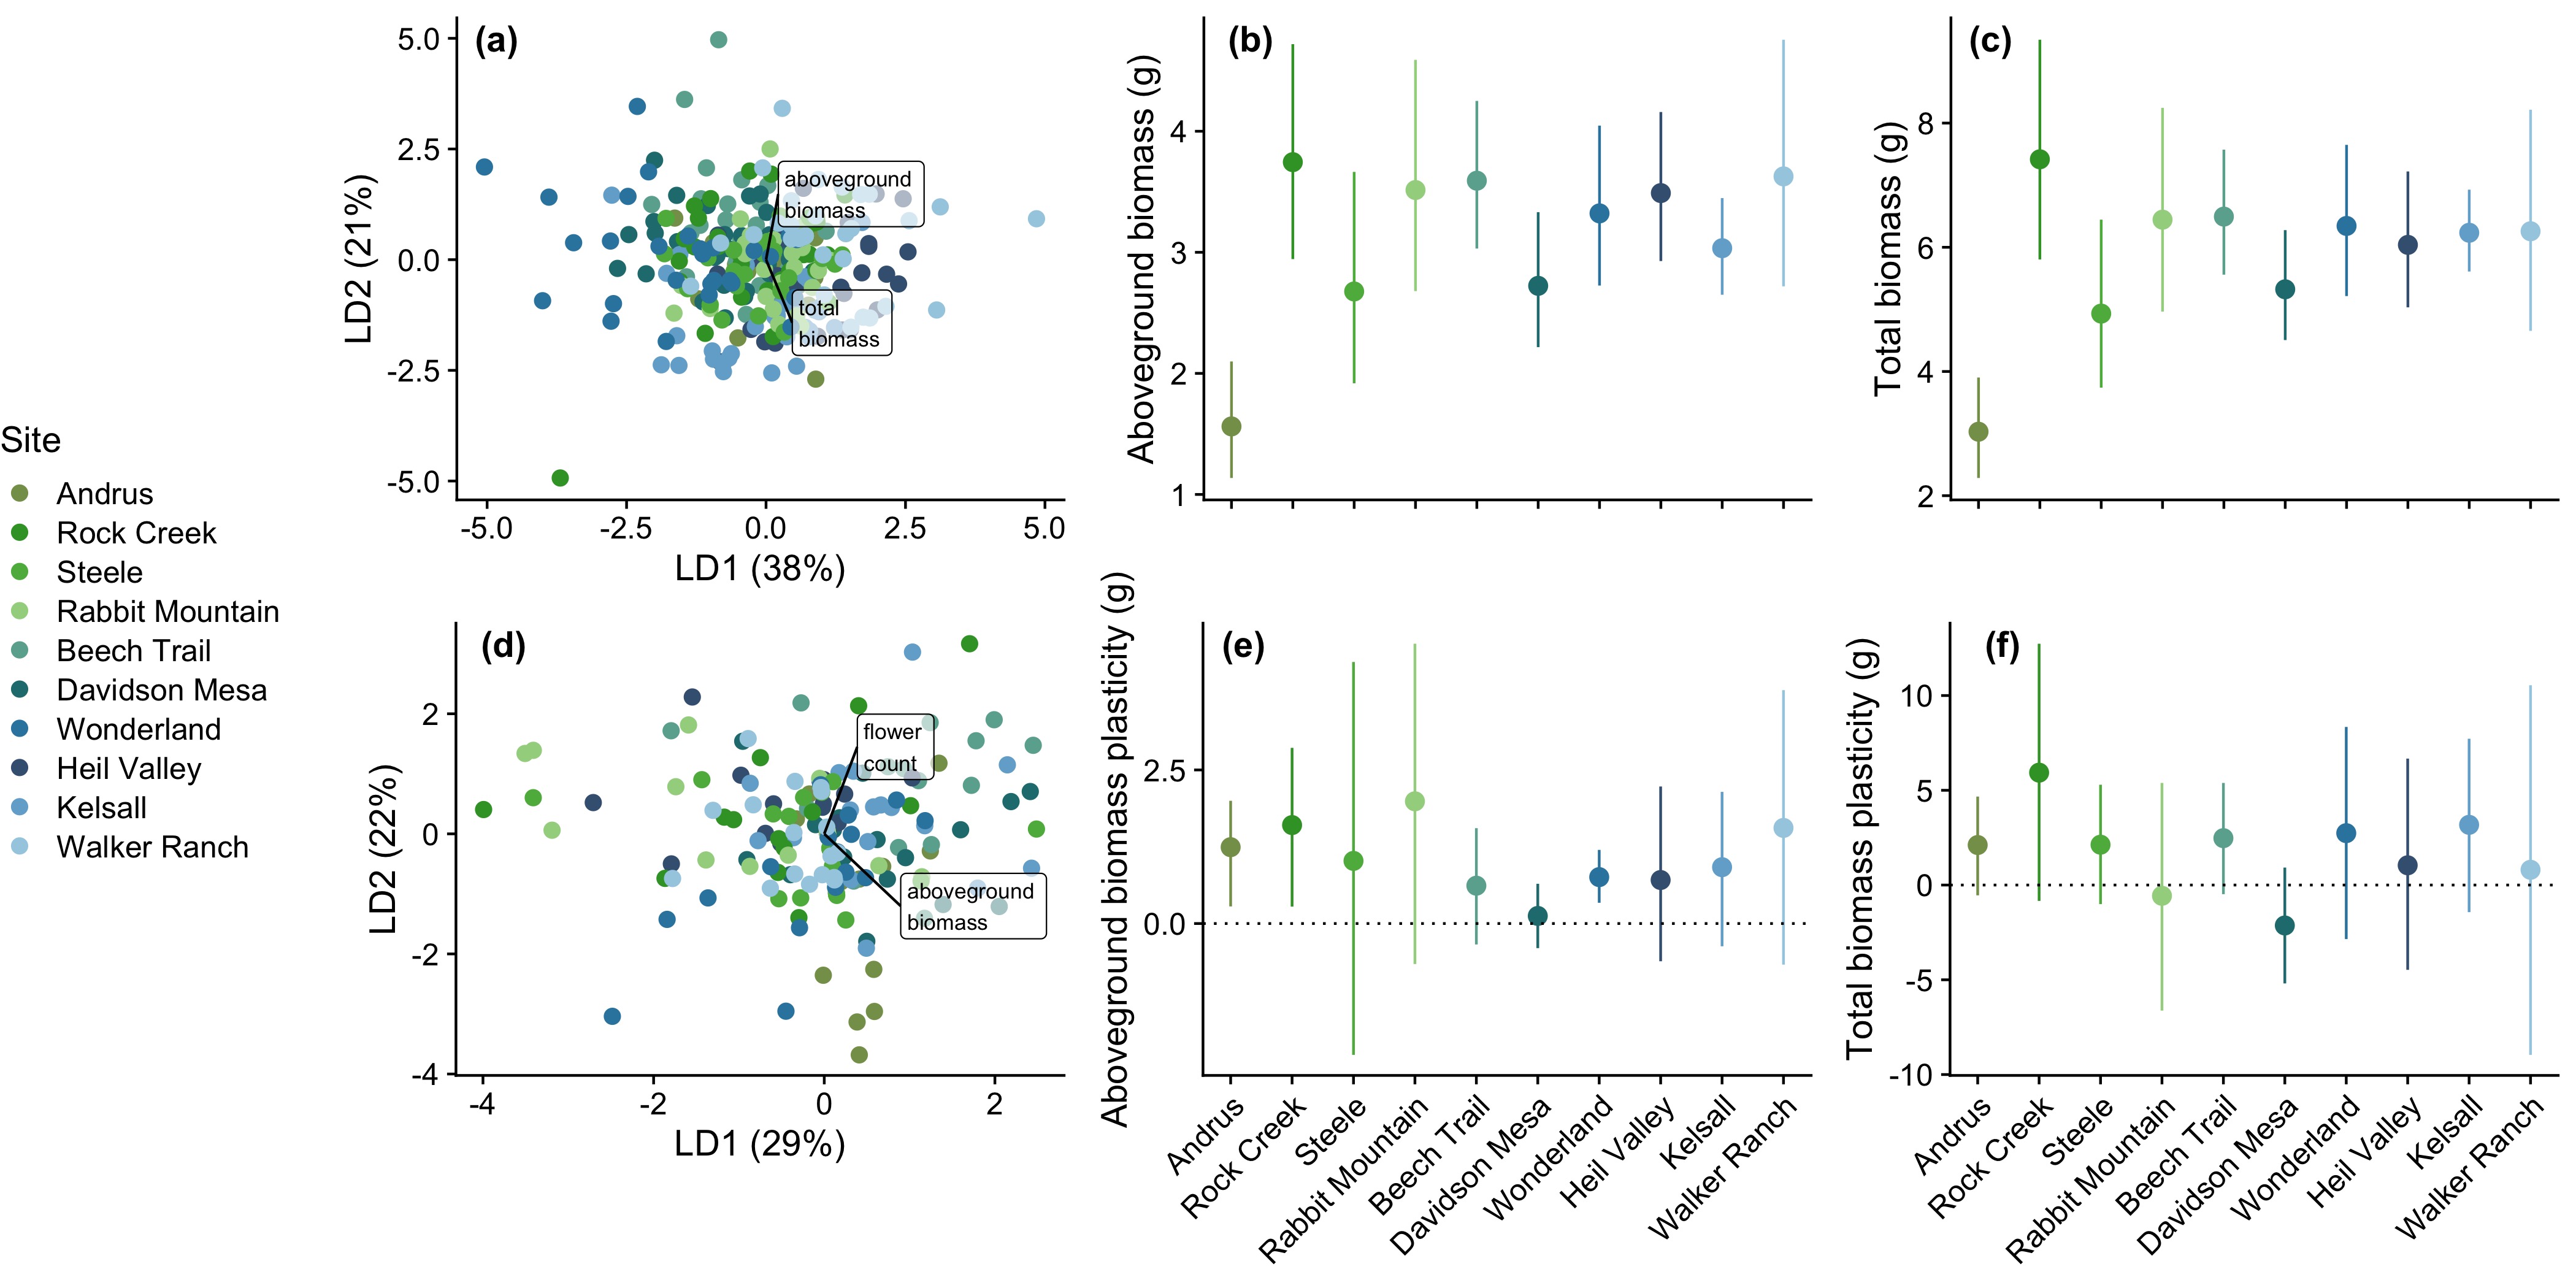 Site
Andrus
Rock Creek
Steele
Rabbit Mountain
Beech Trail
Davidson Mesa
Wonderland
Heil Valley
Kelsall
Walker Ranch
(a)
LD2 (21%)
5.0
2.5
0.0
-2.5
-5.0
aboveground
biomass
total
biomass
-5.0
-2.5
0.0
2.5
5.0
LD1 (38%)
(b)
Aboveground biomass (g)
4
3
2
1
(c)
Total biomass (g)
8
6
4
2
(d)
LD2 (22%)
2
0
-2
-4
flower
count
aboveground
biomass
-4
-2
0
2
LD1 (29%)
(e)
Aboveground biomass plasticity (g)
2.5
0.0
Andrus
Rock Creek
Steele
Rabbit Mountain
Beech Trail
Davidson Mesa
Wonderland
Heil Valley
Kelsall
Walker Ranch
(f)
Total biomass plasticity (g)
10
5
0
-5
-10
Andrus
Rock Creek
Steele
Rabbit Mountain
Beech Trail
Davidson Mesa
Wonderland
Heil Valley
Kelsall
Walker Ranch